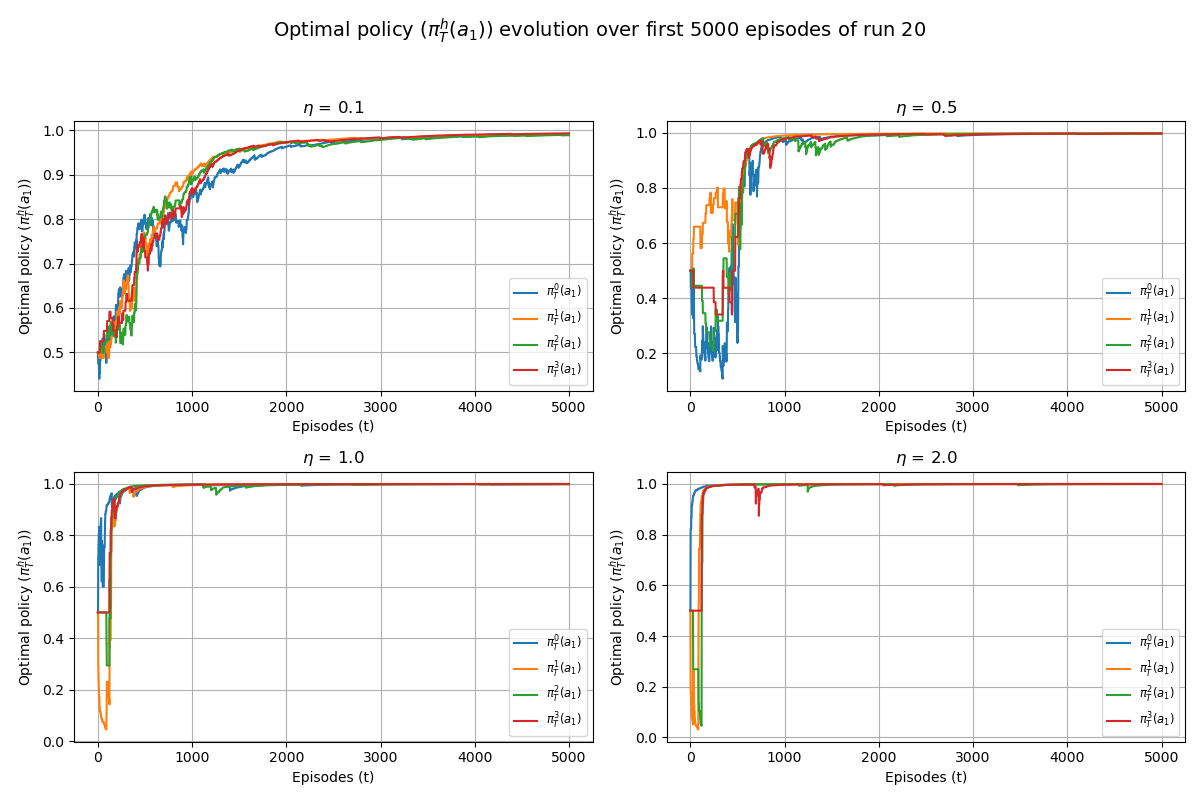 Optimal policy (π_T^h(a_1)) evolution over first 5000 episodes of run 20
η = 0.1
Optimal policy (π_T^h(a_1))
1.0
0.9
0.8
0.7
0.6
0.5
0 1000 2000 3000 4000 5000
Episodes (t)
π_T^0(a_1)
π_T^1(a_1)
π_T^2(a_1)
π_T^3(a_1)
η = 0.5
Optimal policy (π_T^h(a_1))
1.0
0.8
0.6
0.4
0.2
0 1000 2000 3000 4000 5000
Episodes (t)
π_T^0(a_1)
π_T^1(a_1)
π_T^2(a_1)
π_T^3(a_1)
η = 1.0
Optimal policy (π_T^h(a_1))
1.0
0.8
0.6
0.4
0.2
0.0
0 1000 2000 3000 4000 5000
Episodes (t)
π_T^0(a_1)
π_T^1(a_1)
π_T^2(a_1)
π_T^3(a_1)
η = 2.0
Optimal policy (π_T^h(a_1))
1.0
0.8
0.6
0.4
0.2
0.0
0 1000 2000 3000 4000 5000
Episodes (t)
π_T^0(a_1)
π_T^1(a_1)
π_T^2(a_1)
π_T^3(a_1)